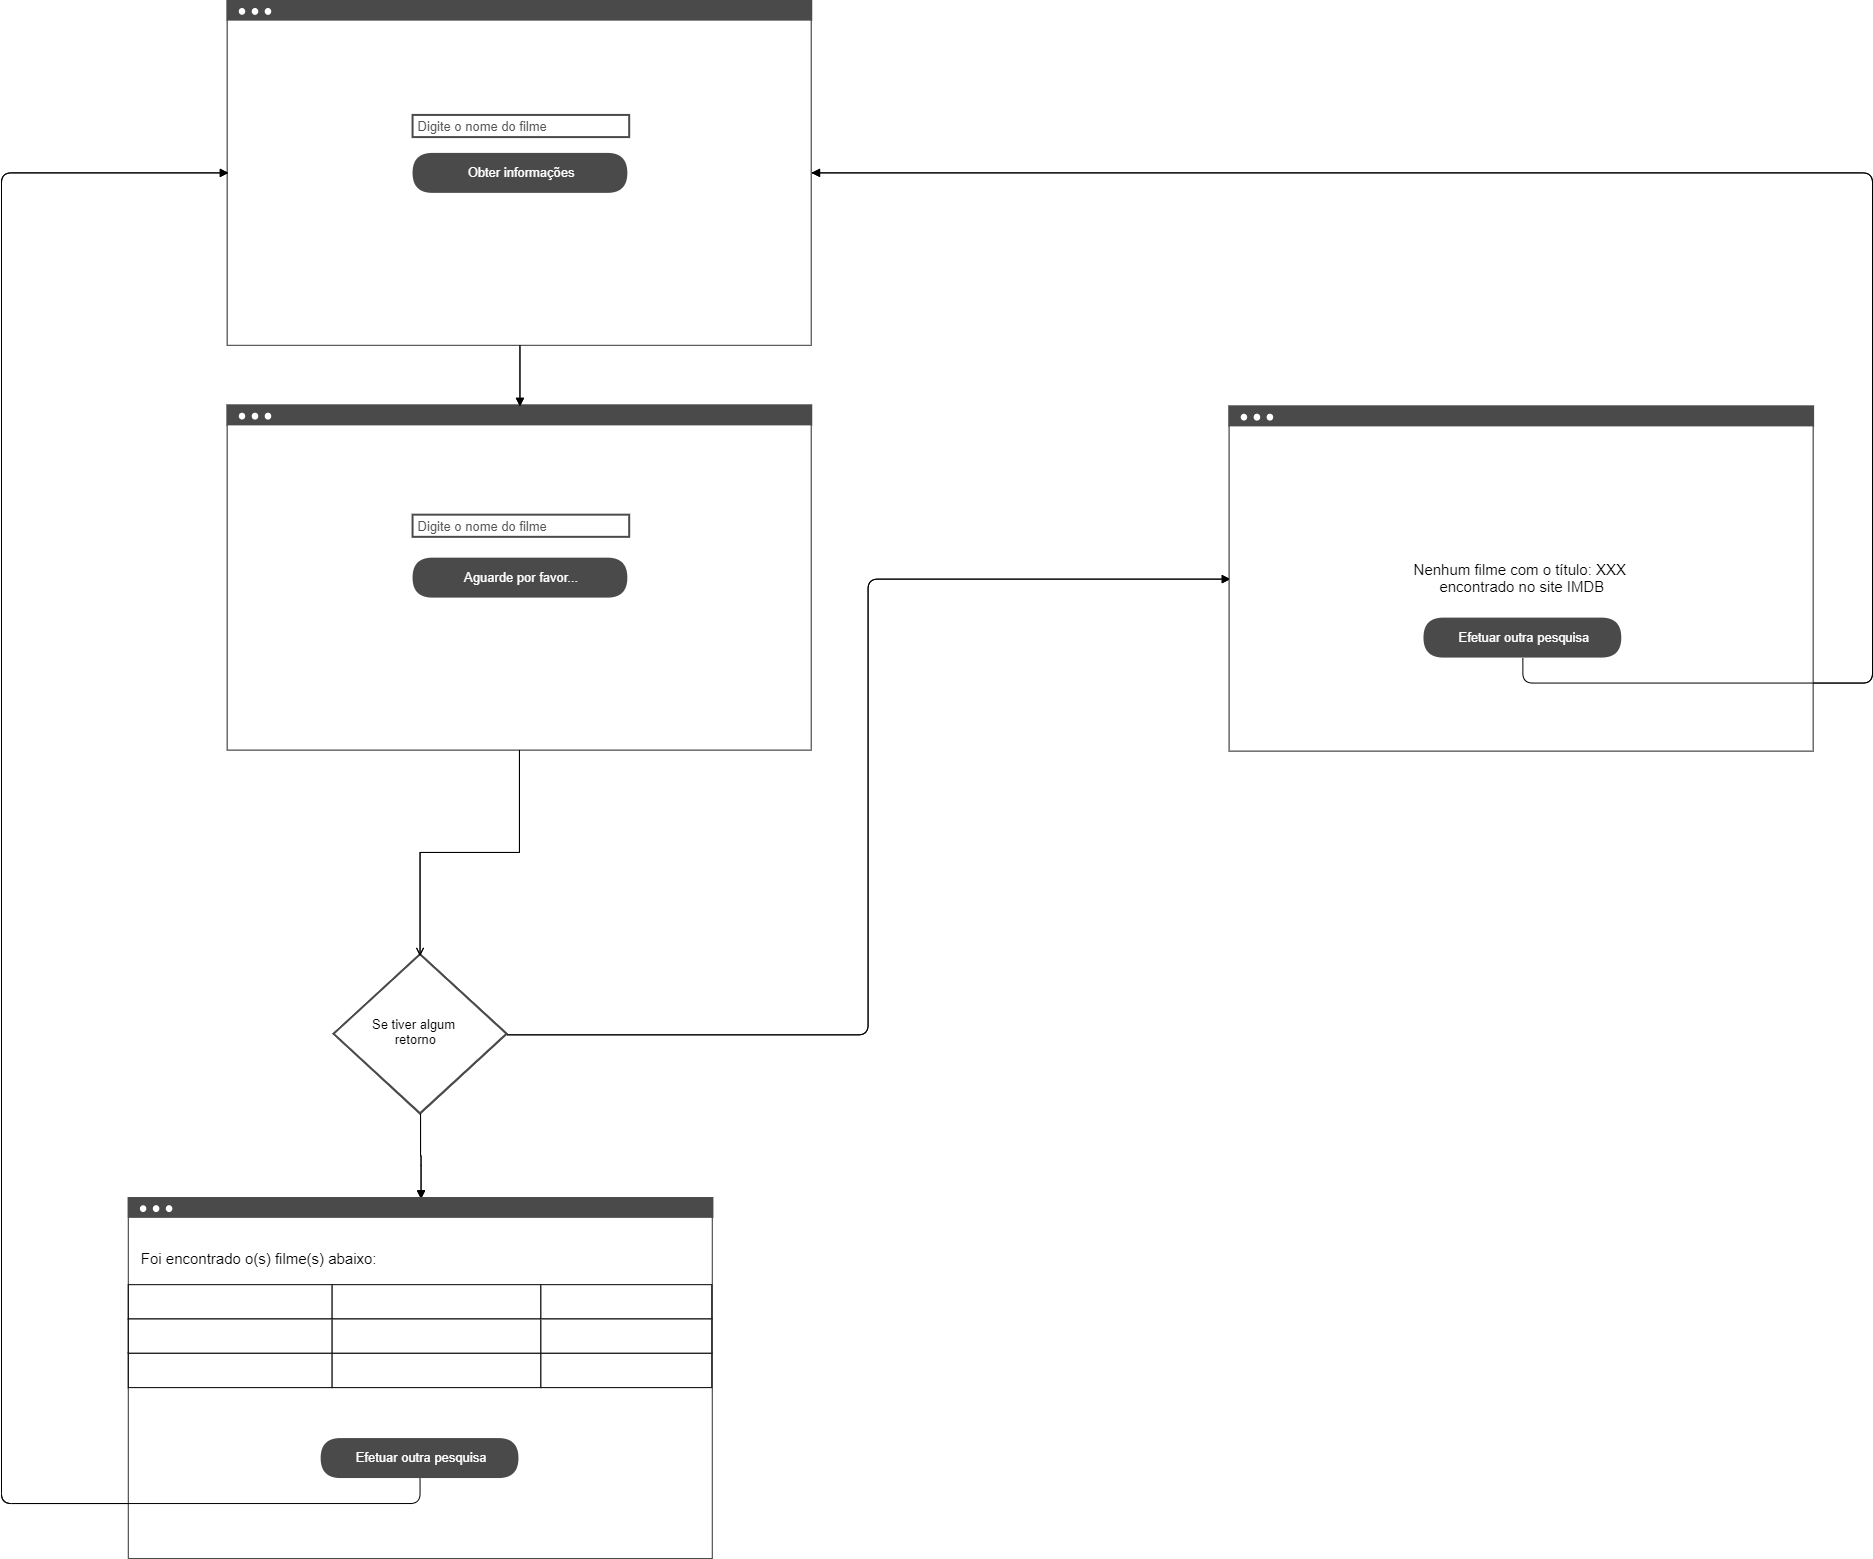 Digite o nome do filme
Obter informações
Digite o nome do filme
Aguarde por favor...
Nenhum filme com o título: XXX
encontrado no site IMDB
Efetuar outra pesquisa
Se tiver algum
retorno
Foi encontrado o(s) filme(s) abaixo:
Efetuar outra pesquisa